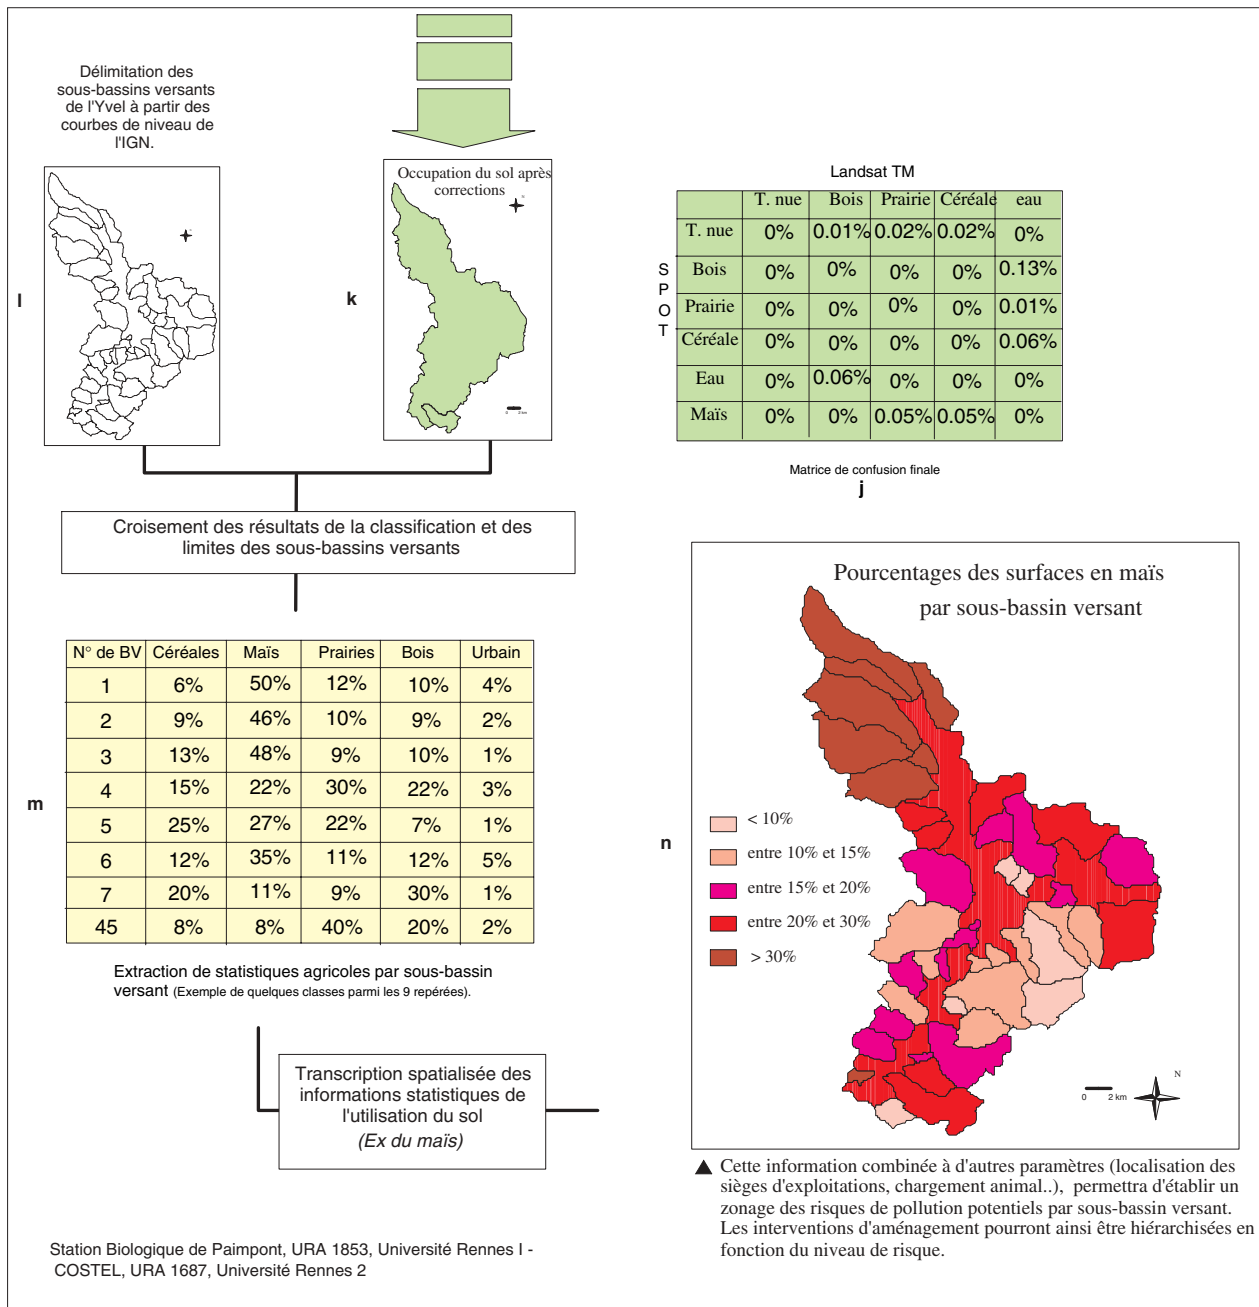 Délimitation des
sous-bassins versants
de l'Yvel à partir des
courbes de niveau de
l'IGN.
l
k
Occupation du sol après
corrections
0 2 km
Landsat TM
T. nue Bois Prairie Céréale eau
T. nue 0% 0.01% 0.02% 0.02% 0%
Bois 0% 0% 0% 0% 0.13%
Prairie 0% 0% 0% 0% 0.01%
Céréale 0% 0% 0% 0% 0.06%
Eau 0% 0.06% 0% 0% 0%
Maïs 0% 0% 0.05% 0.05% 0%
S
P
O
T
Matrice de confusion finale
j
Croisement des résultats de la classification et des
limites des sous-bassins versants
m
N° de BV Céréales Maïs Prairies Bois Urbain
1 6% 50% 12% 10% 4%
2 9% 46% 10% 9% 2%
3 13% 48% 9% 10% 1%
4 15% 22% 30% 22% 3%
5 25% 27% 22% 7% 1%
6 12% 35% 11% 12% 5%
7 20% 11% 9% 30% 1%
45 8% 8% 40% 20% 2%
Extraction de statistiques agricoles par sous-bassin
versant (Exemple de quelques classes parmi les 9 repérées).
Transcription spatialisée des
informations statistiques de
l'utilisation du sol
(Ex du maïs)
n
Pourcentages des surfaces en maïs
par sous-bassin versant
< 10%
entre 10% et 15%
entre 15% et 20%
entre 20% et 30%
> 30%
0 2 km
N
▲ Cette information combinée à d'autres paramètres (localisation des
sièges d'exploitations, chargement animal..), permettra d'établir un
zonage des risques de pollution potentiels par sous-bassin versant.
Les interventions d'aménagement pourront ainsi être hiérarchisées en
fonction du niveau de risque.
Station Biologique de Paimpont, URA 1853, Université Rennes I -
COSTEL, URA 1687, Université Rennes 2